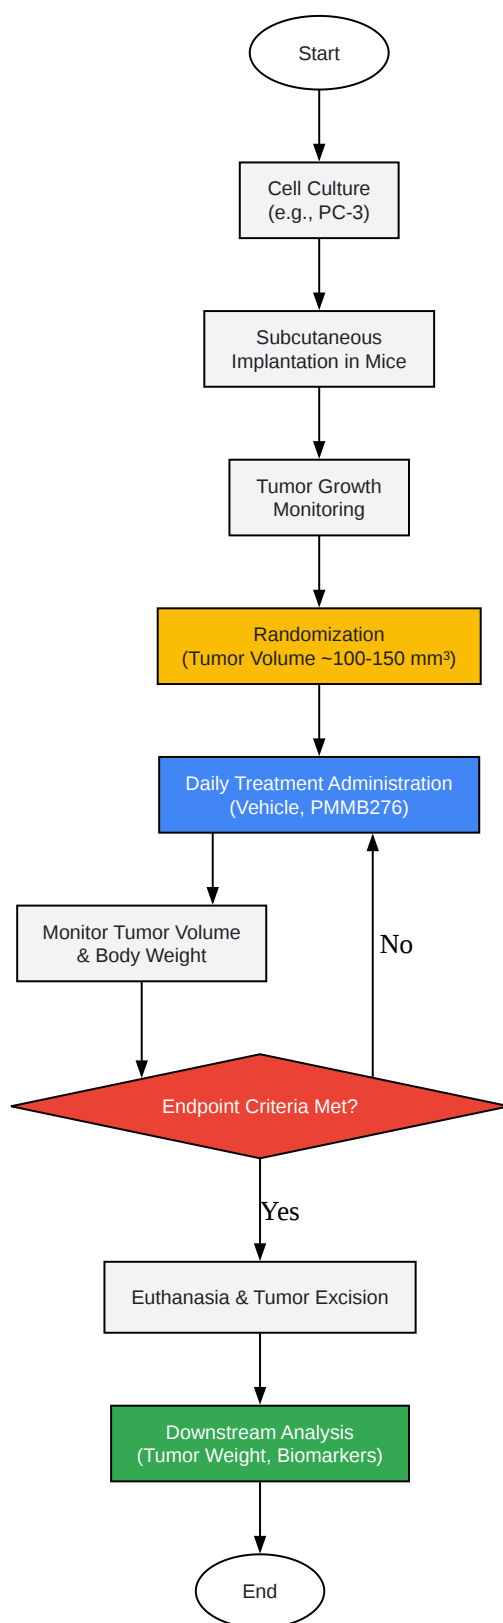 Start
Cell Culture
(e.g., PC-3)
Subcutaneous
Implantation in Mice
Tumor Growth
Monitoring
Randomization
(Tumor Volume ~100-150 mm³)
Daily Treatment Administration
(Vehicle, PMMB276)
Monitor Tumor Volume
& Body Weight
No
Endpoint Criteria Met?
Yes
Euthanasia & Tumor Excision
Downstream Analysis
(Tumor Weight, Biomarkers)
End